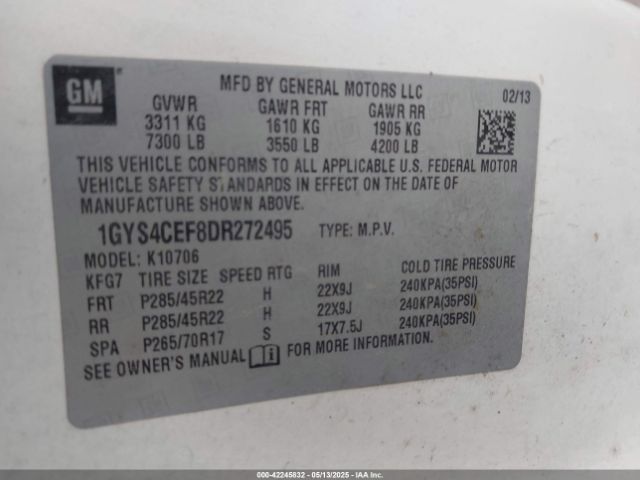 GM
MFD BY GENERAL MOTORS LLC
02/13
GVWR GAWR FRT GAWR RR
3311 KG 1610 KG 1905 KG
7300 LB 3550 LB 4200 LB
THIS VEHICLE CONFORMS TO ALL APPLICABLE U.S. FEDERAL MOTOR
VEHICLE SAFETY STANDARDS IN EFFECT ON THE DATE OF
MANUFACTURE SHOWN ABOVE.
1GYS4CEF8DR272495 TYPE: M.P.V.
MODEL: K10706
KFG7 TIRE SIZE SPEED RTG RIM COLD TIRE PRESSURE
FRT P285/45R22 H 22X9J 240KPA(35PSI)
RR P285/45R22 H 22X9J 240KPA(35PSI)
SPA P265/70R17 S 17X7.5J 240KPA(35PSI)
SEE OWNER'S MANUAL FOR MORE INFORMATION.
000-42245832 - 05/13/2025 - IAAI.COM